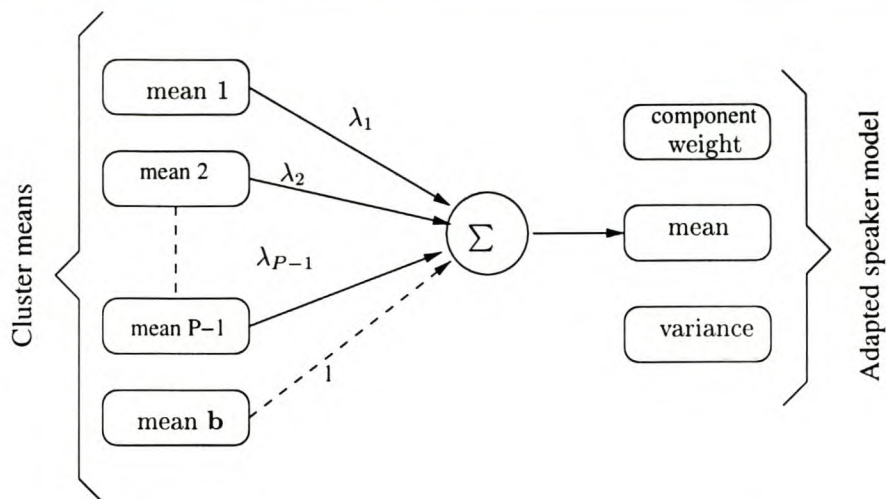 Cluster means
mean 1
mean 2
mean P–1
mean b
λ1
λ2
λP−1
1
Σ
component
weight
mean
variance
Adapted speaker model